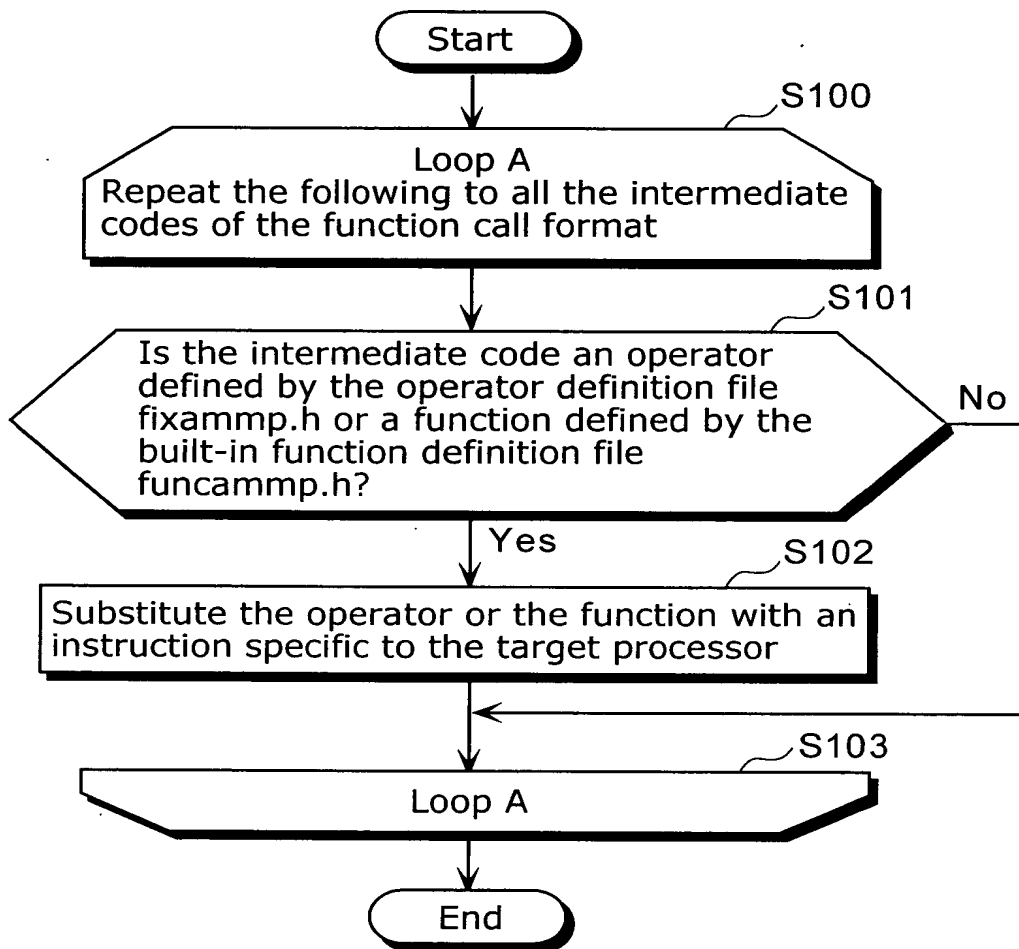 Start
S100
Loop A
Repeat the following to all the intermediate
codes of the function call format
S101
Is the intermediate code an operator
defined by the operator definition file
fixammp.h or a function defined by the
built-in function definition file
funcammp.h?
No
Yes
S102
Substitute the operator or the function with an
instruction specific to the target processor
S103
Loop A
End